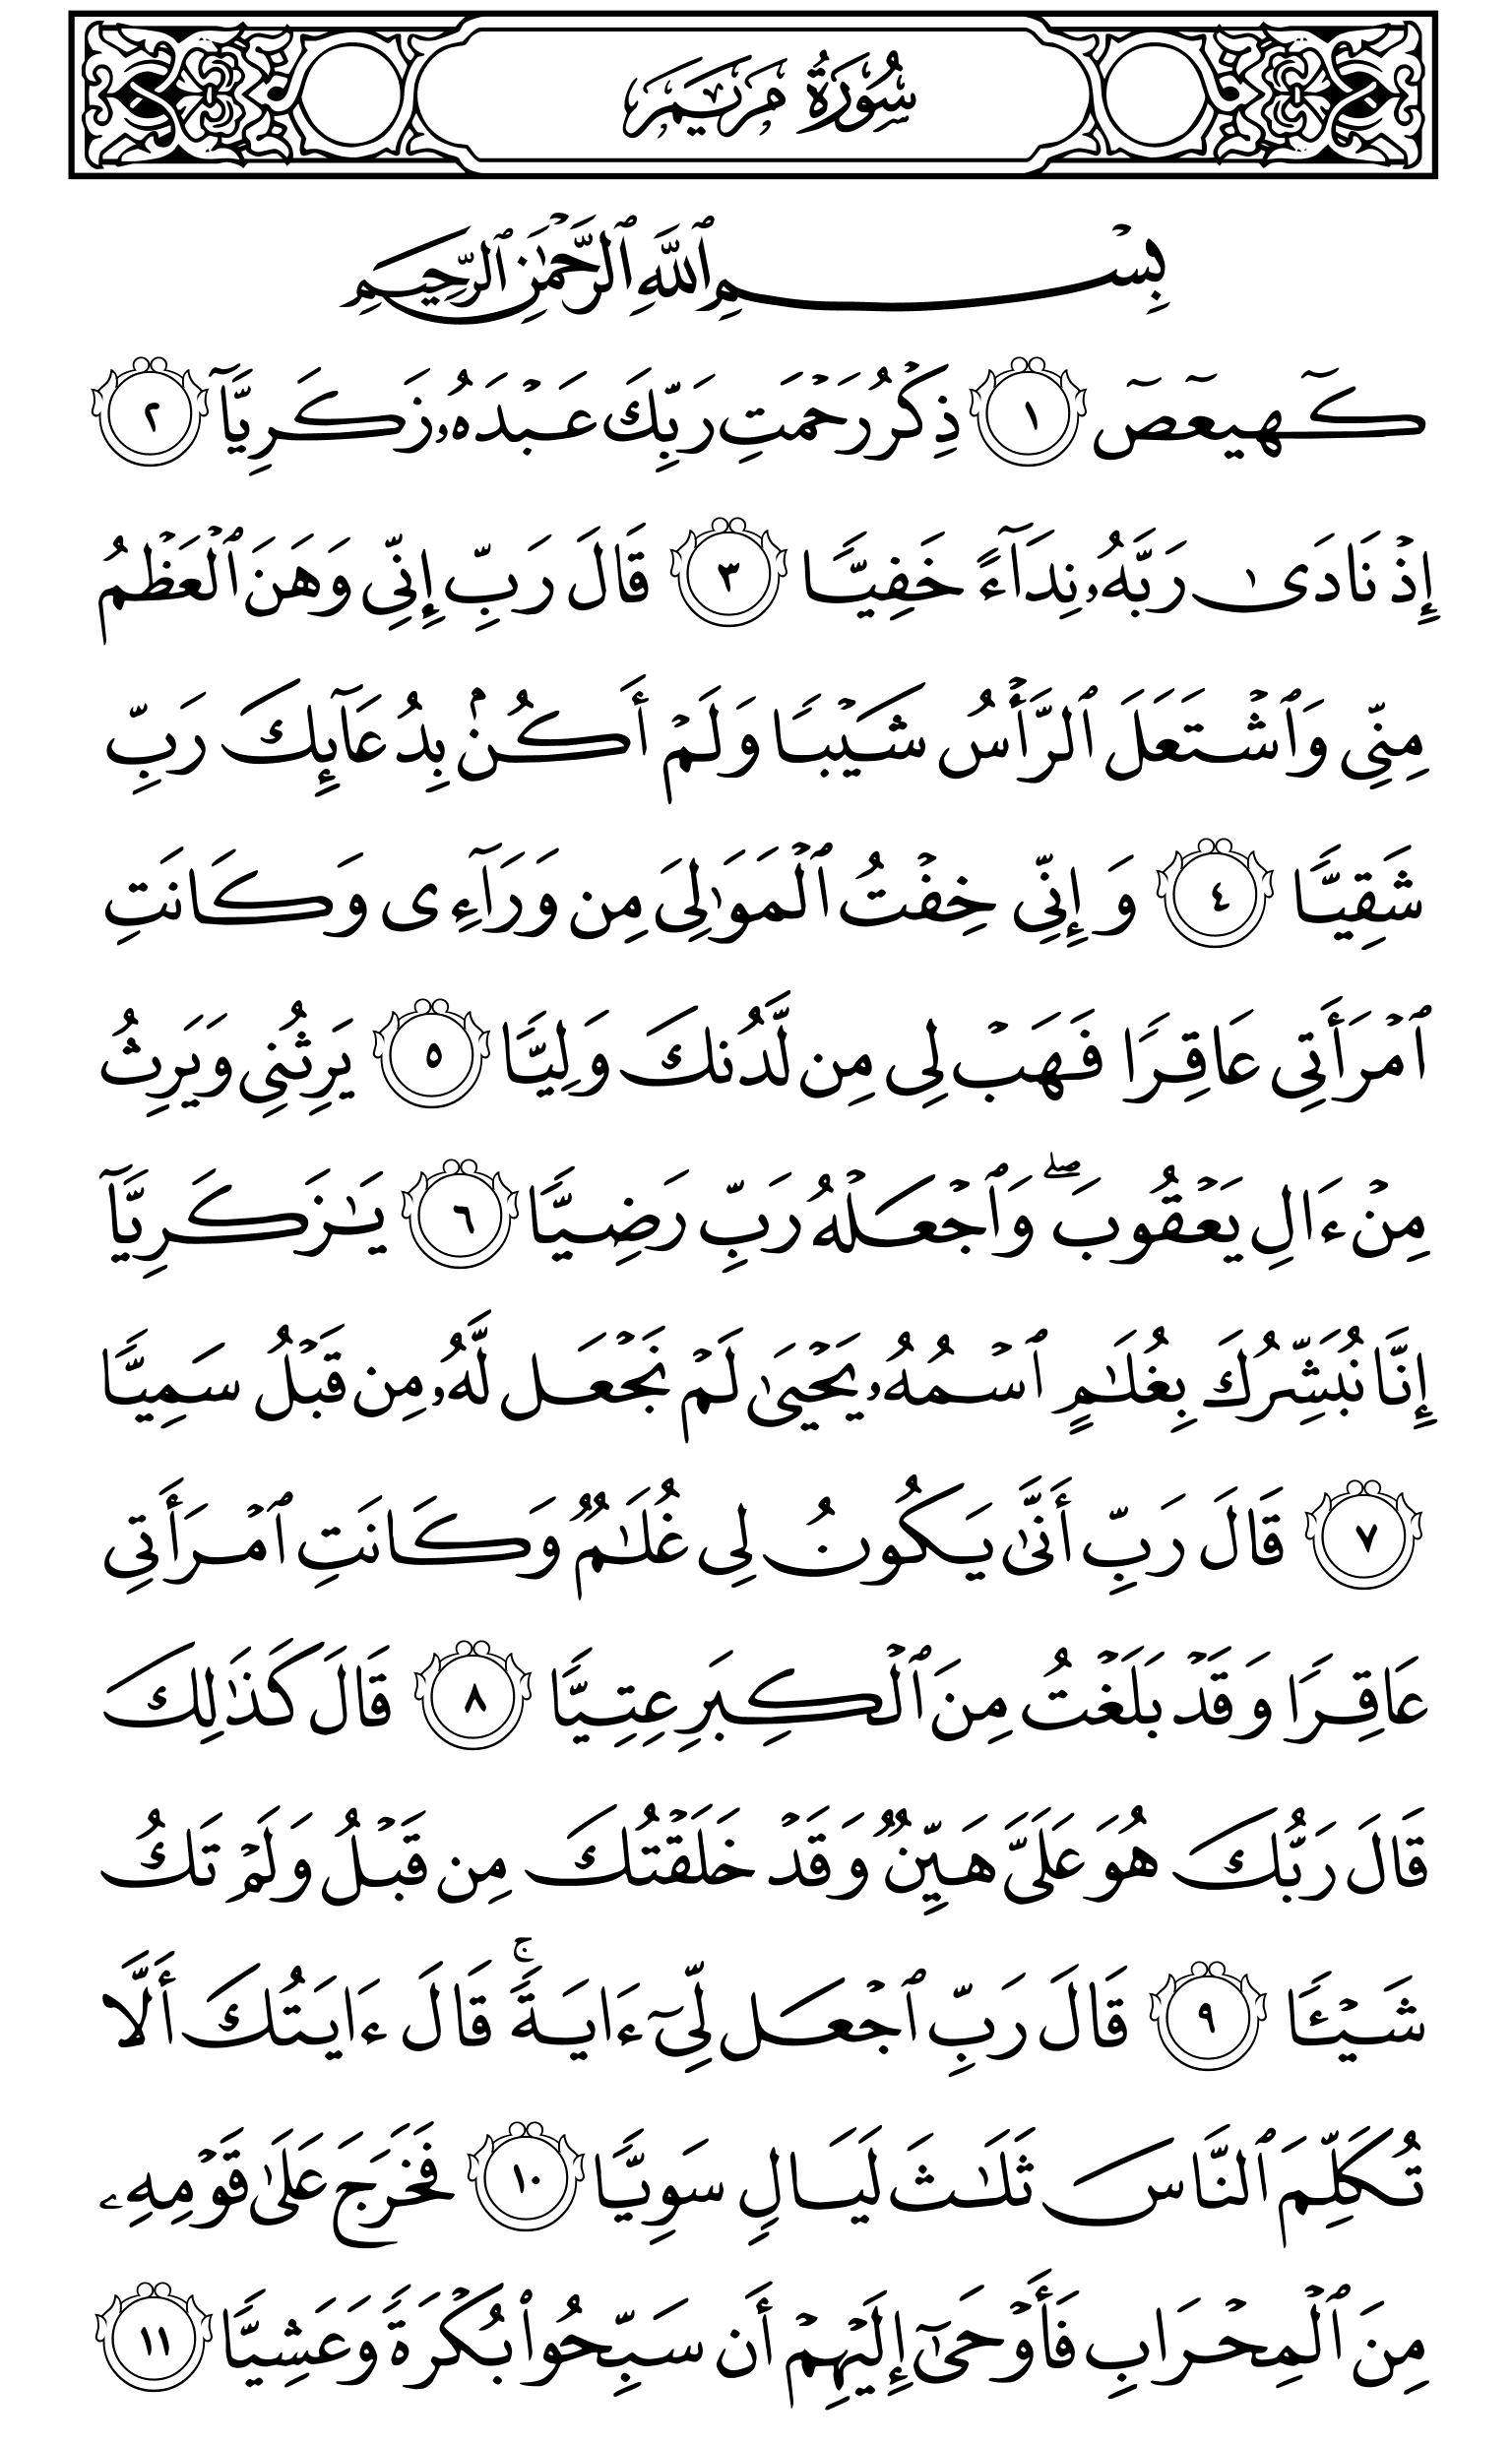 سُورَةُ مَرْيَمَ
بِسْمِ ٱللَّهِ ٱلرَّحْمَٰنِ ٱلرَّحِيمِ
كٓهيعٓصٓ ١ ذِكْرُ رَحْمَتِ رَبِّكَ عَبْدَهُۥ زَكَرِيَّآ ٢
إِذْ نَادَىٰ رَبَّهُۥ نِدَآءً خَفِيًّا ٣ قَالَ رَبِّ إِنِّى وَهَنَ ٱلْعَظْمُ
مِنِّى وَٱشْتَعَلَ ٱلرَّأْسُ شَيْبًا وَلَمْ أَكُنۢ بِدُعَآئِكَ رَبِّ
شَقِيًّا ٤ وَإِنِّى خِفْتُ ٱلْمَوَٰلِىَ مِن وَرَآءِى وَكَانَتِ
ٱمْرَأَتِى عَاقِرًا فَهَبْ لِى مِن لَّدُنكَ وَلِيًّا ٥ يَرِثُنِى وَيَرِثُ
مِنْ ءَالِ يَعْقُوبَ ۖ وَٱجْعَلْهُ رَبِّ رَضِيًّا ٦ يَٰزَكَرِيَّآ
إِنَّا نُبَشِّرُكَ بِغُلَٰمٍ ٱسْمُهُۥ يَحْيَىٰ لَمْ نَجْعَل لَّهُۥ مِن قَبْلُ سَمِيًّا
٧ قَالَ رَبِّ أَنَّىٰ يَكُونُ لِى غُلَٰمٌ وَكَانَتِ ٱمْرَأَتِى
عَاقِرًا وَقَدْ بَلَغْتُ مِنَ ٱلْكِبَرِ عِتِيًّا ٨ قَالَ كَذَٰلِكَ
قَالَ رَبُّكَ هُوَ عَلَىَّ هَيِّنٌ وَقَدْ خَلَقْتُكَ مِن قَبْلُ وَلَمْ تَكُ
شَيْـًٔا ٩ قَالَ رَبِّ ٱجْعَل لِّىٓ ءَايَةً ۚ قَالَ ءَايَتُكَ أَلَّا
تُكَلِّمَ ٱلنَّاسَ ثَلَٰثَ لَيَالٍ سَوِيًّا ١٠ فَخَرَجَ عَلَىٰ قَوْمِهِۦ
مِنَ ٱلْمِحْرَابِ فَأَوْحَىٰٓ إِلَيْهِمْ أَن سَبِّحُوا۟ بُكْرَةً وَعَشِيًّا ١١